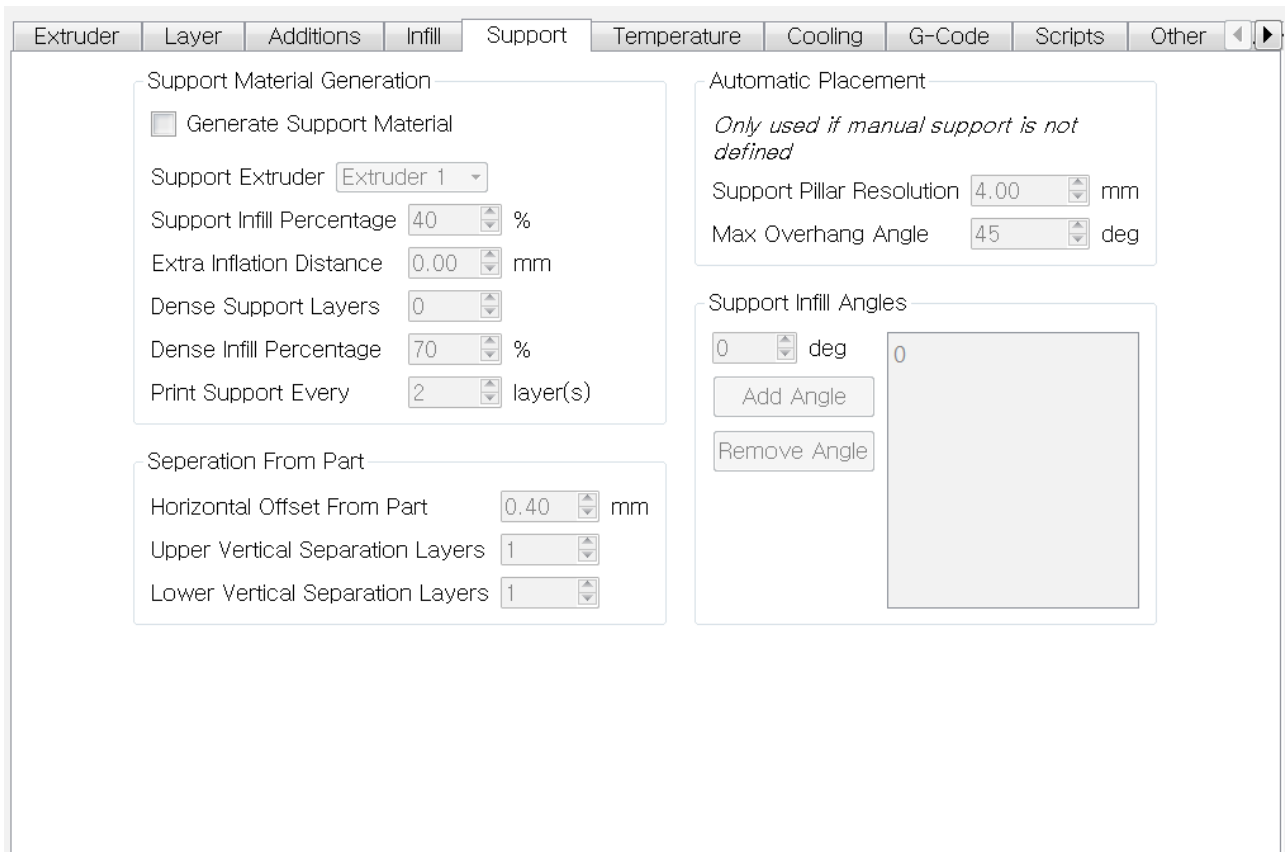 Extruder Layer Additions Infill Support Temperature Cooling G-Code Scripts Other
Support Material Generation
Generate Support Material
Support Extruder Extruder 1
Support Infill Percentage 40 %
Extra Inflation Distance 0.00 mm
Dense Support Layers 0
Dense Infill Percentage 70 %
Print Support Every 2 layer(s)
Seperation From Part
Horizontal Offset From Part 0.40 mm
Upper Vertical Separation Layers 1
Lower Vertical Separation Layers 1
Automatic Placement
Only used if manual support is not
defined
Support Pillar Resolution 4.00 mm
Max Overhang Angle 45 deg
Support Infill Angles
0 deg
0
Add Angle
Remove Angle